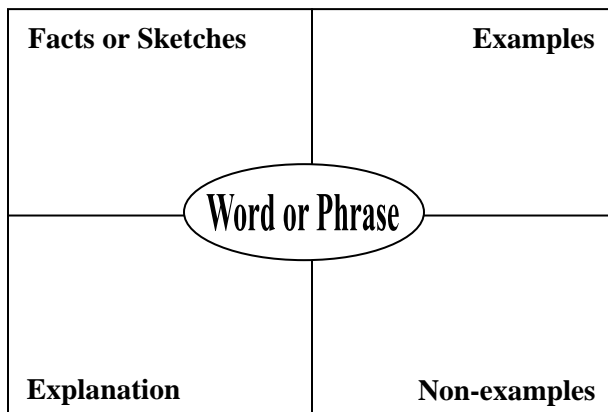 Facts or Sketches
Examples
Word or Phrase
Explanation
Non-examples